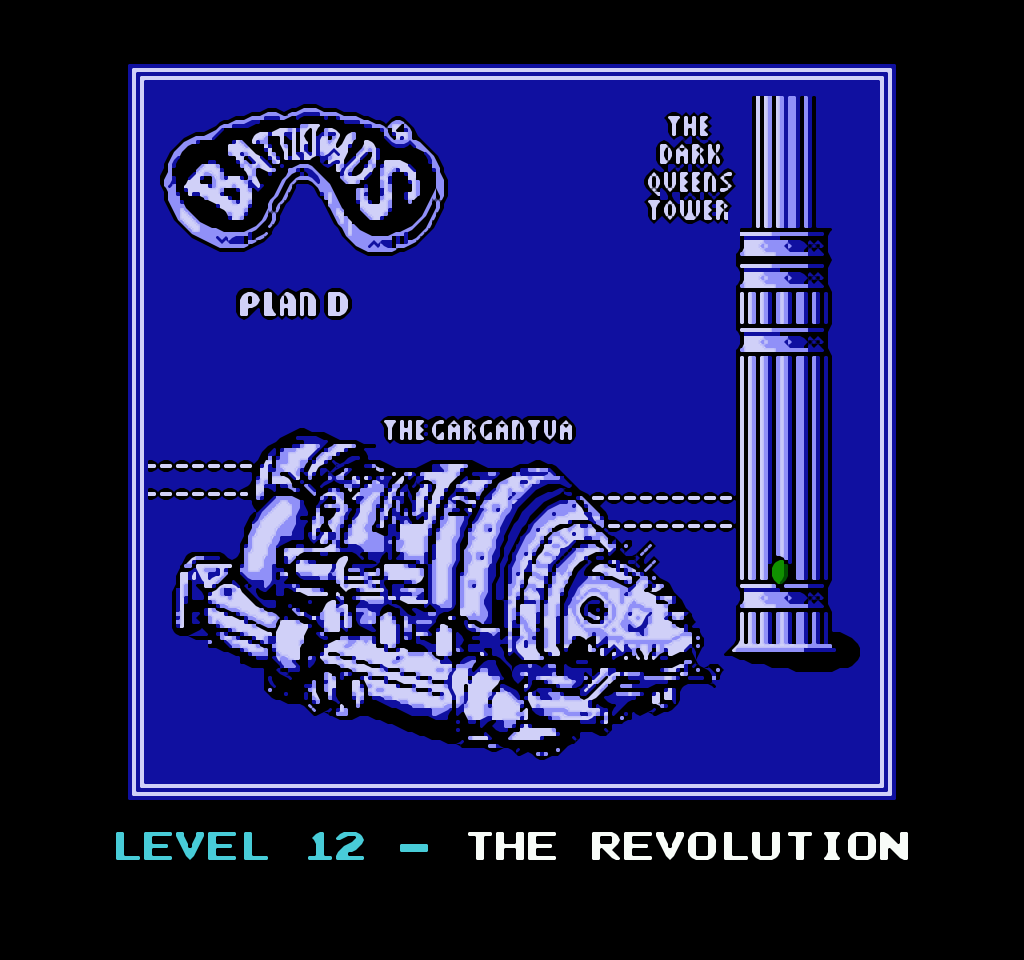 BATTLETOADS
THE
DARK
QUEENS
TOWER
PLAN D
THE GARGANTUA
LEVEL 12 - THE REVOLUTION